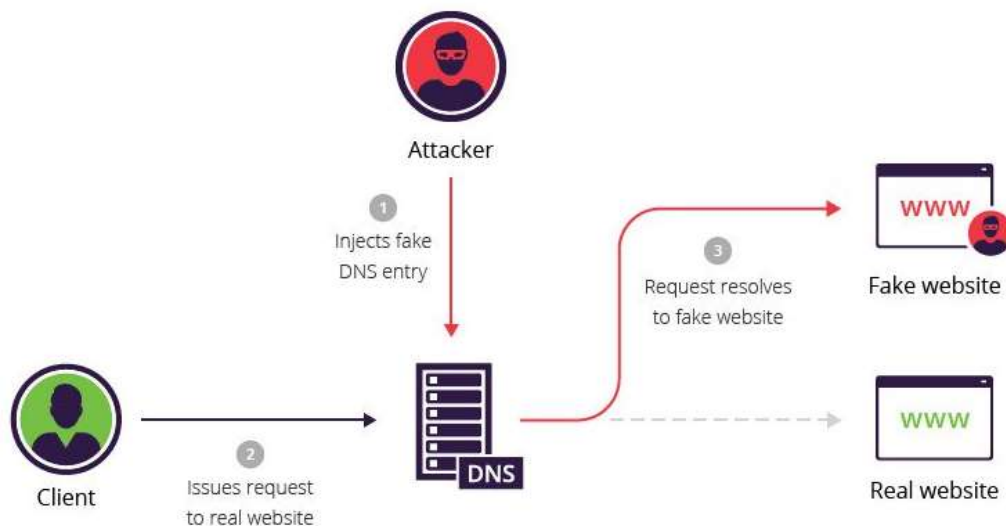 Attacker
1
Injects fake
DNS entry
www
3
Request resolves
to fake website
Fake website
DNS
www
2
Issues request
to real website
Client
Real website